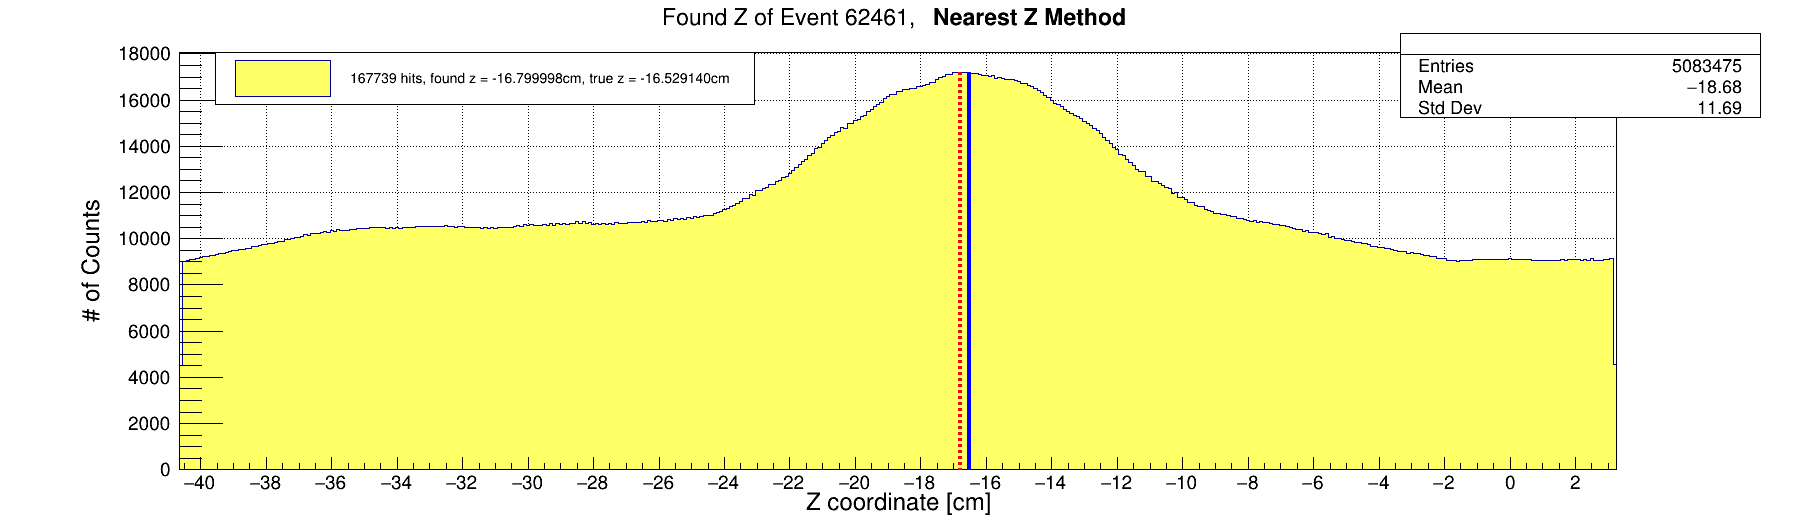 Found Z of Event 62461, Nearest Z Method
167739 hits, found z = -16.799998cm, true z = -16.529140cm
Entries 5083475
Mean −18.68
Std Dev 11.69
# of Counts
18000
16000
14000
12000
10000
8000
6000
4000
2000
0
−40 −38 −36 −34 −32 −30 −28 −26 −24 −22 −20 −18 −16 −14 −12 −10 −8 −6 −4 −2 0 2
Z coordinate [cm]